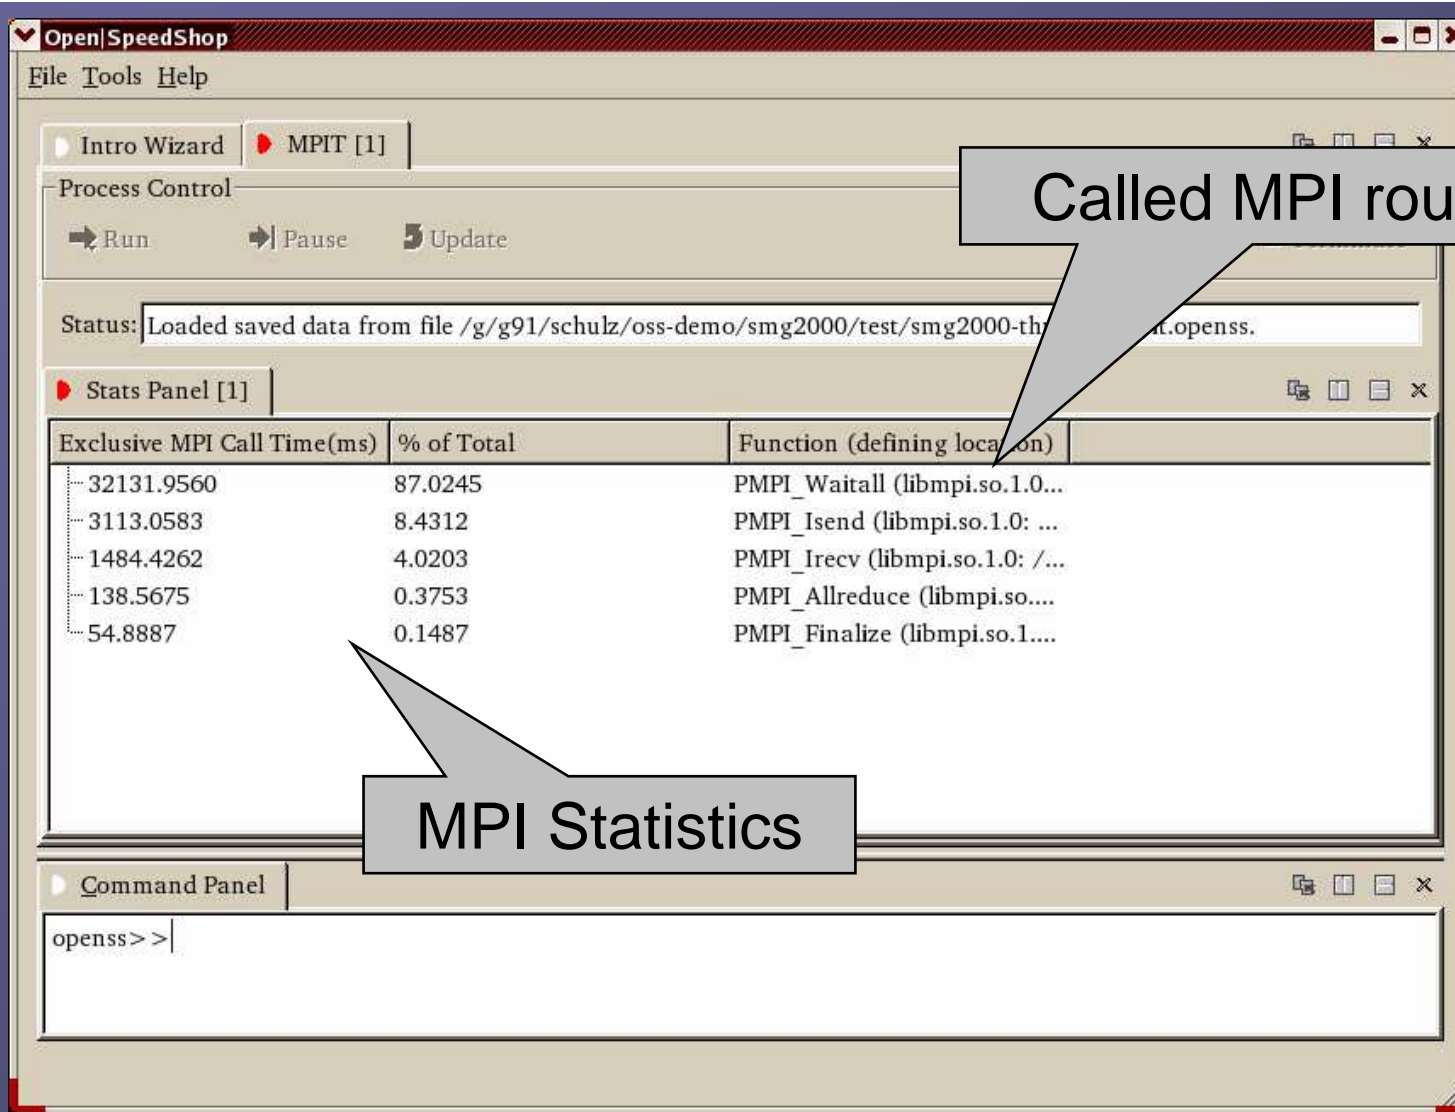 Open|SpeedShop
File Tools Help
Intro Wizard MPIT [1]
Process Control
Called MPI rou
Run Pause Update
Status: Loaded saved data from file /g/g91/schulz/oss-demo/smg2000/test/smg2000-th t.openss.
Stats Panel [1]
Exclusive MPI Call Time(ms) % of Total Function (defining location)
32131.9560 87.0245 PMPI_Waitall (libmpi.so.1.0...
3113.0583 8.4312 PMPI_Isend (libmpi.so.1.0: ...
1484.4262 4.0203 PMPI_Irecv (libmpi.so.1.0: /...
138.5675 0.3753 PMPI_Allreduce (libmpi.so....
54.8887 0.1487 PMPI_Finalize (libmpi.so.1....
MPI Statistics
Command Panel
openss>>